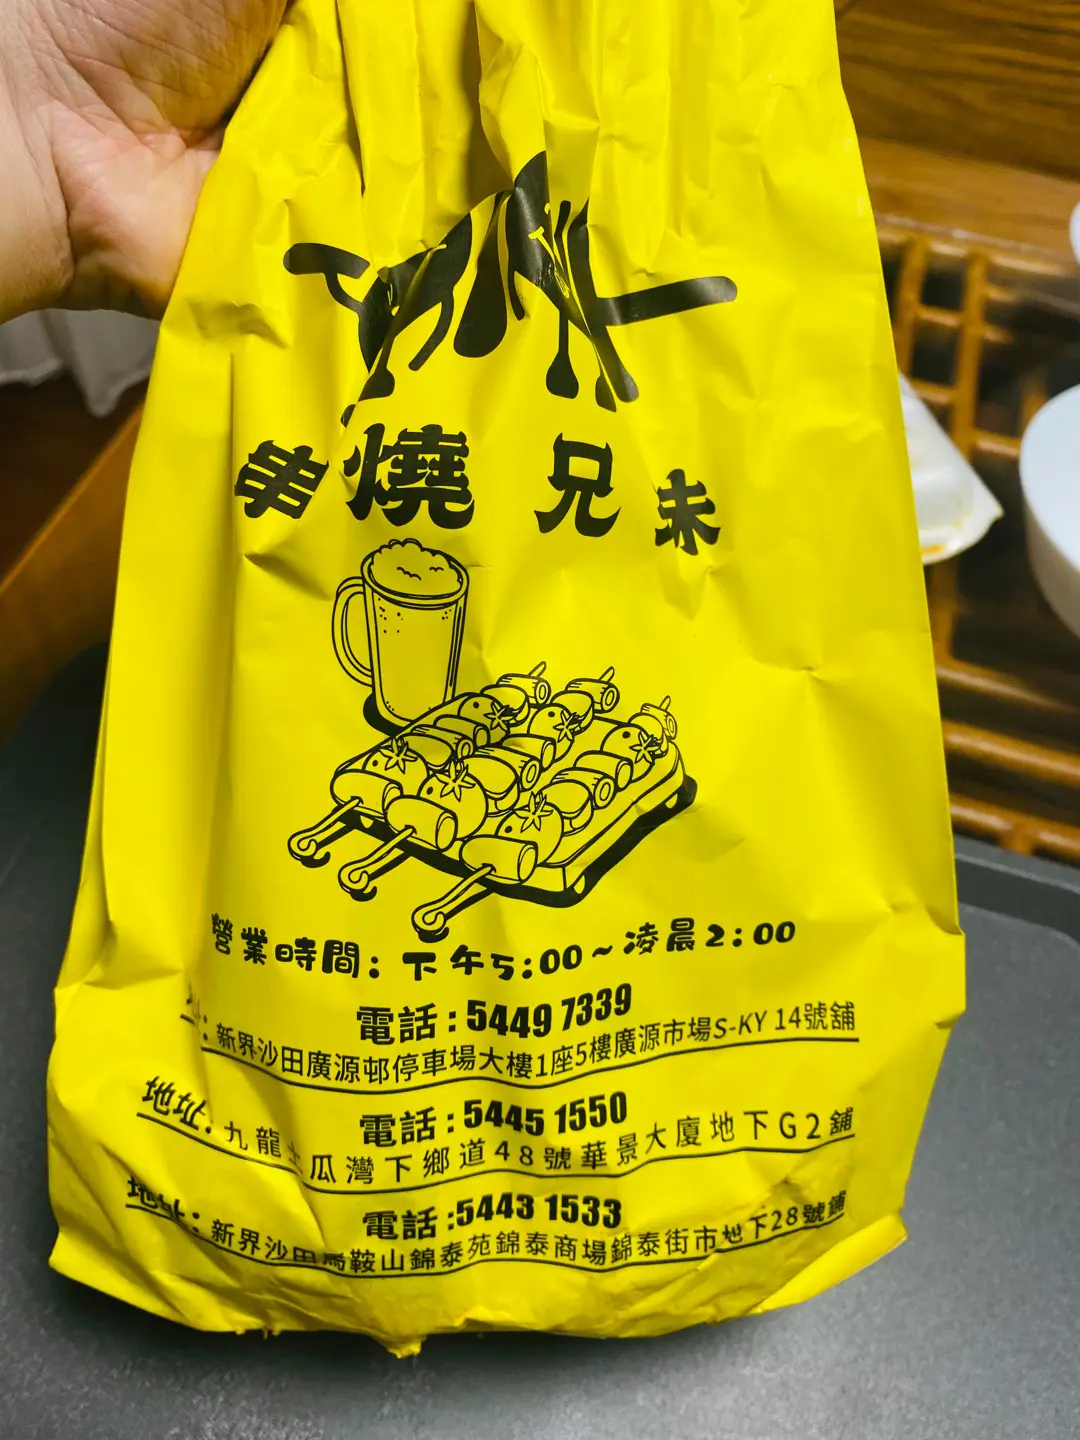 串燒兄妹
營業時間：下午5:00~凌晨2:00
電話：5449 7339
新界沙田廣源邨停車場大樓1座5樓廣源市場S-KY 14號舖
電話：5445 1550
地址：九龍土瓜灣下鄉道48號華景大廈地下G2舖
電話：5443 1533
地址：新界沙田馬鞍山錦泰苑錦泰商場錦泰街市地下28號鋪